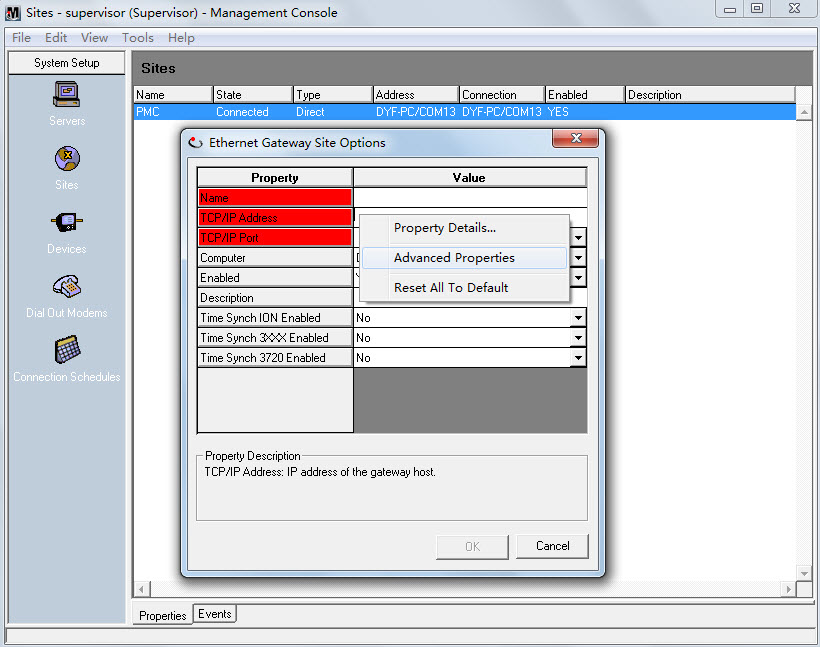 Sites - supervisor (Supervisor) - Management Console
File Edit View Tools Help
System Setup
Servers
Sites
Devices
Dial Out Modems
Connection Schedules
Sites
Name State Type Address Connection Enabled Description
PMC Connected Direct DYF-PC/COM13 DYF-PC/COM13 YES
Ethernet Gateway Site Options
Property Value
Name
TCP/IP Address
TCP/IP Port
Computer
Enabled
Description
Time Synch ION Enabled No
Time Synch 3XXX Enabled No
Time Synch 3720 Enabled No
Property Details...
Advanced Properties
Reset All To Default
Property Description
TCP/IP Address: IP address of the gateway host.
OK Cancel
Properties Events